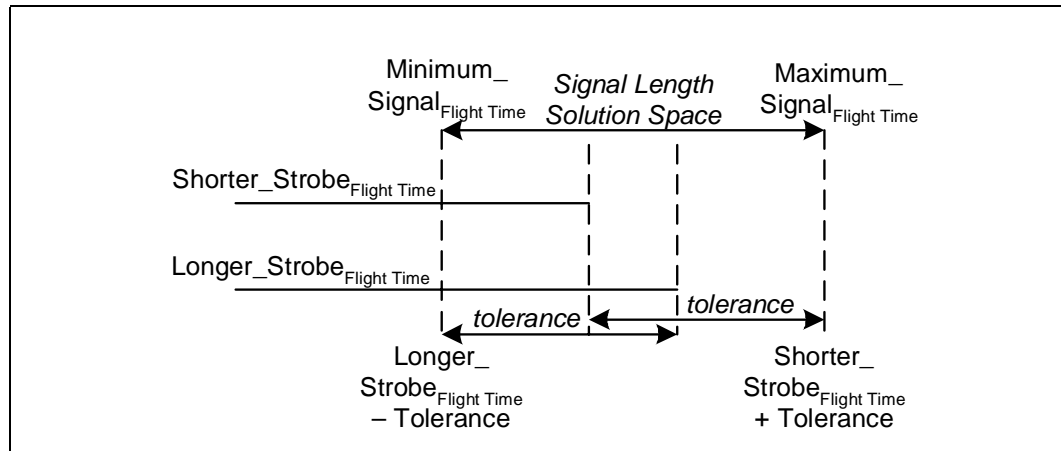 Minimum_
Signal Flight Time
Signal Length
Solution Space
Maximum_
Signal Flight Time
Shorter_Strobe Flight Time
Longer_Strobe Flight Time
tolerance
tolerance
Longer_
Strobe Flight Time
– Tolerance
Shorter_
Strobe Flight Time
+ Tolerance